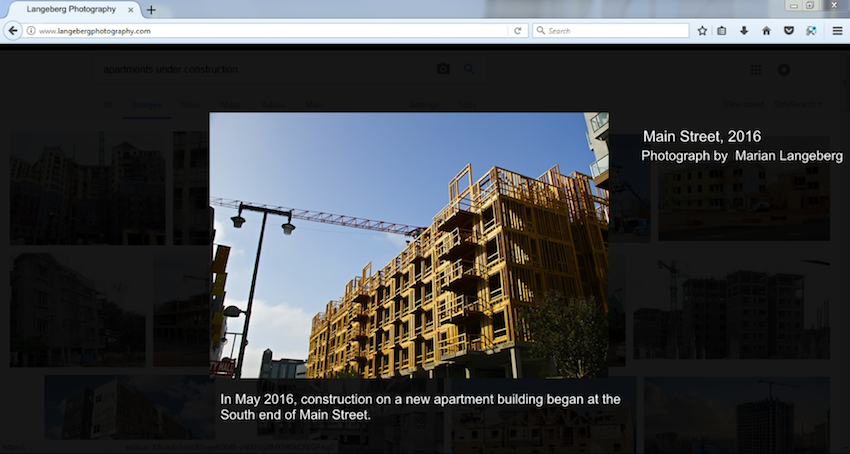 Langeberg Photography
www.langebergphotography.com
Search
apartments under construction
Main Street, 2016
Photograph by Marian Langeberg
In May 2016, construction on a new apartment building began at the
South end of Main Street.